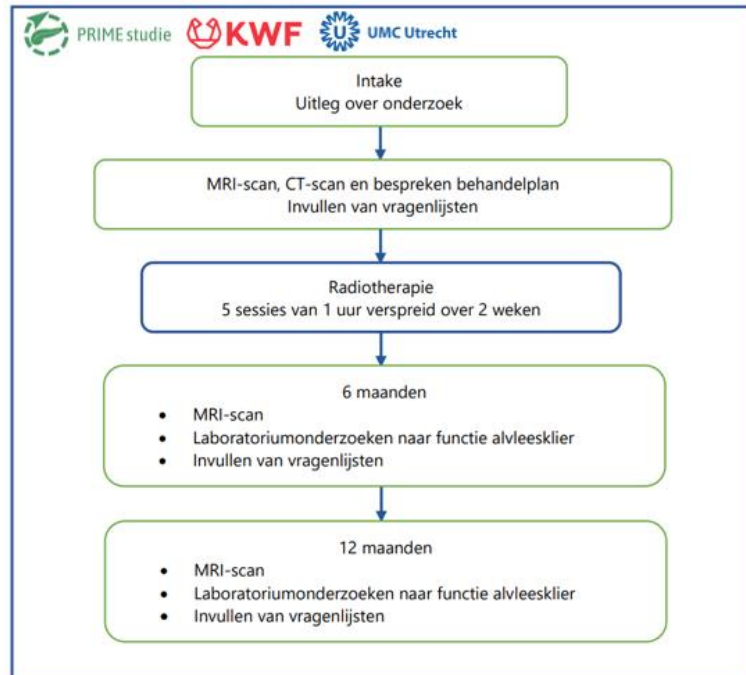 PRIME studie KWF UMC Utrecht
Intake
Uitleg over onderzoek
MRI-scan, CT-scan en bespreken behandelplan
Invullen van vragenlijsten
Radiotherapie
5 sessies van 1 uur verspreid over 2 weken
6 maanden
• MRI-scan
• Laboratoriumonderzoeken naar functie alvleesklier
• Invullen van vragenlijsten
12 maanden
• MRI-scan
• Laboratoriumonderzoeken naar functie alvleesklier
• Invullen van vragenlijsten